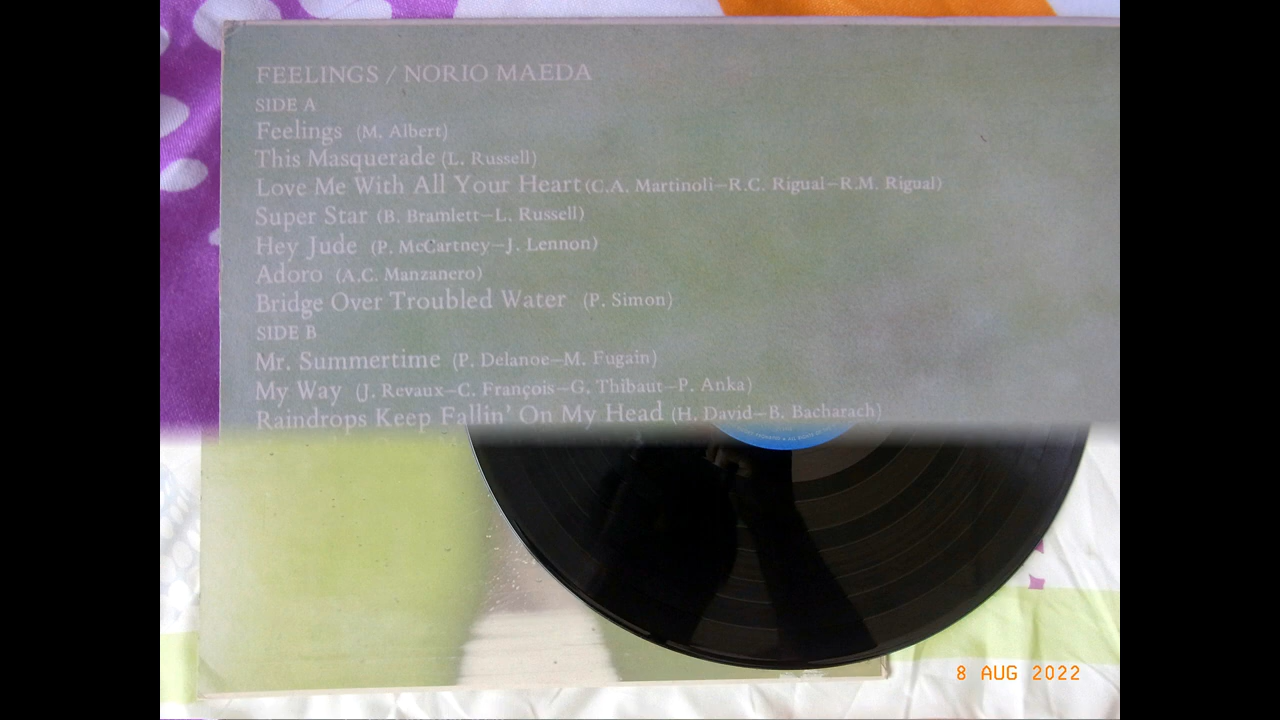 FEELINGS / NORIO MAEDA
SIDE A
Feelings (M. Albert)
This Masquerade (L. Russell)
Love Me With All Your Heart (C.A. Martinoli-R.C. Rigual-R.M. Rigual)
Super Star (B. Bramlett-L. Russell)
Hey Jude (P. McCartney-J. Lennon)
Adoro (A.C. Manzanero)
Bridge Over Troubled Water (P. Simon)
SIDE B
Mr. Summertime (P. Delanoe-M. Fugain)
My Way (J. Revaux-C. François-G. Thibaut-P. Anka)
Raindrops Keep Fallin' On My Head (H. David-B. Bacharach)
8 AUG 2022